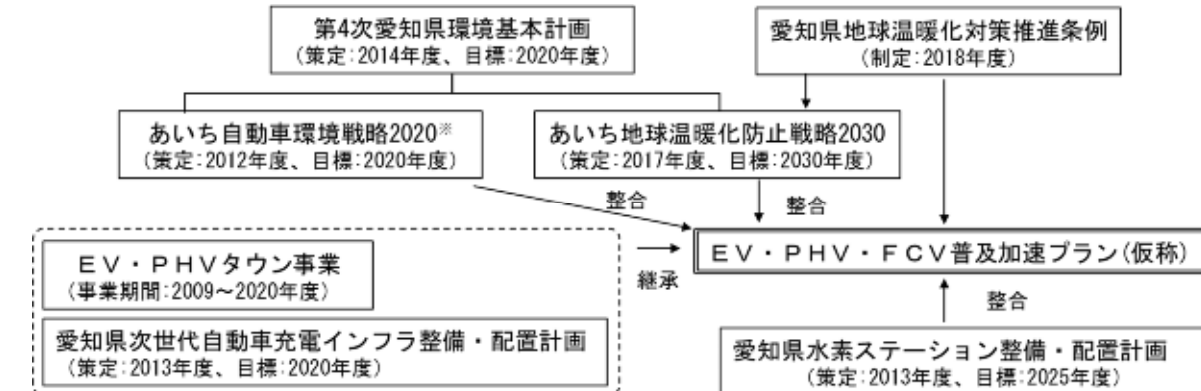 第4次愛知県環境基本計画
（策定：2014年度、目標：2020年度）
愛知県地球温暖化対策推進条例
（制定：2018年度）
あいち自動車環境戦略2020※
（策定：2012年度、目標：2020年度）
あいち地球温暖化防止戦略2030
（策定：2017年度、目標：2030年度）
整合
整合
ＥＶ・ＰＨＶタウン事業
（事業期間：2009～2020年度）
継承
ＥＶ・ＰＨＶ・ＦＣＶ普及加速プラン（仮称）
整合
愛知県次世代自動車充電インフラ整備・配置計画
（策定：2013年度、目標：2020年度）
愛知県水素ステーション整備・配置計画
（策定：2013年度、目標：2025年度）